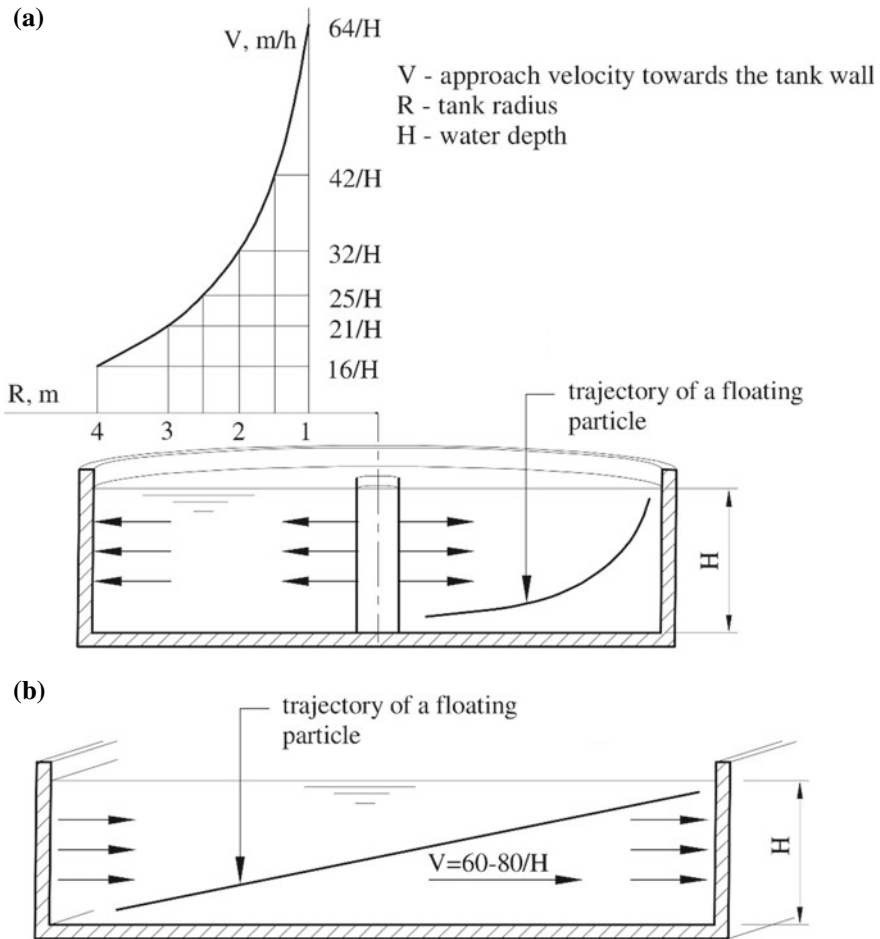 (a)
V, m/h
64/H
V - approach velocity towards the tank wall
R - tank radius
H - water depth
42/H
32/H
25/H
21/H
16/H
R, m
4 3 2 1
trajectory of a floating
particle
H
(b)
trajectory of a floating
particle
V=60-80/H
H